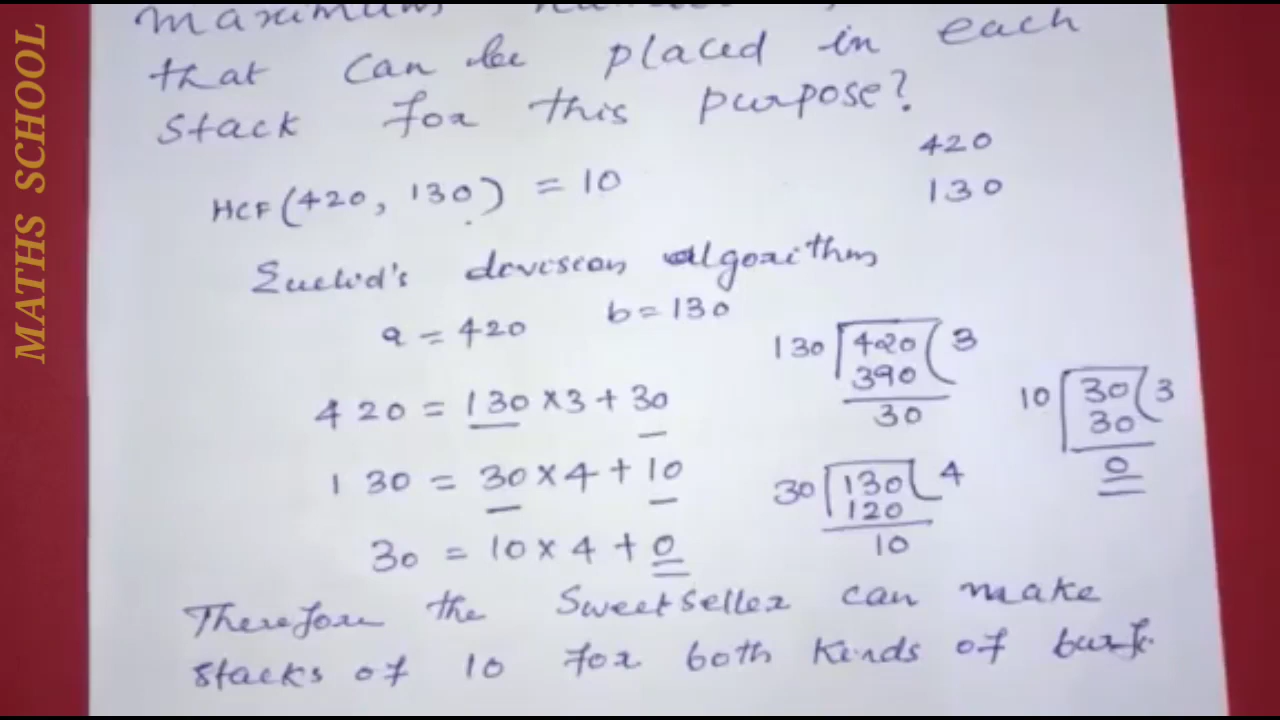 MATHS SCHOOL
maximum
that can be placed in each
stack for this purpose?
420
130
HCF (420, 130) = 10
Euclid's devision algorithm
a = 420 b = 130
420 = 130 × 3 + 30
130 = 30 × 4 + 10
30 = 10 × 4 + 0
130 420 3
390
30
30 130 4
120
10
10 30 3
30
0
Therefore the Sweetseller can make
stacks of 10 for both kinds of burfi